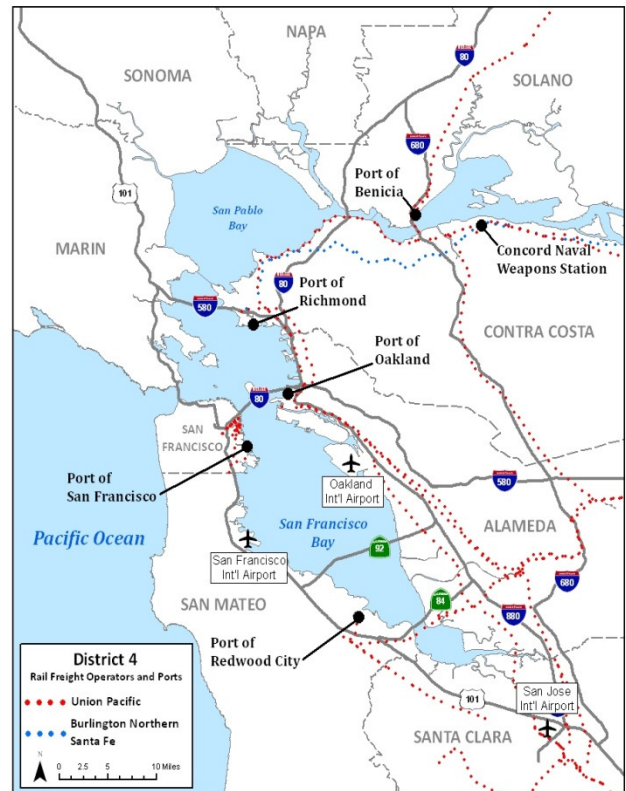 NAPA
80
SONOMA
SOLANO
680
Port of
Benicia
101
San Pablo
Bay
Concord Naval
Weapons Station
MARIN
80
Port of
Richmond
580
CONTRA COSTA
Port of
Oakland
80
SAN
FRANCISCO
Port of
San Francisco
Oakland
Int'l Airport
580
San Francisco
Bay
ALAMEDA
Pacific Ocean
92
San Francisco
Int'l Airport
680
84
SAN MATEO
880
Port of
Redwood City
District 4
Rail Freight Operators and Ports
Union Pacific
Burlington Northern
Santa Fe
N
0 2.5 5 10 Miles
101
San Jose
Int'l Airport
SANTA CLARA